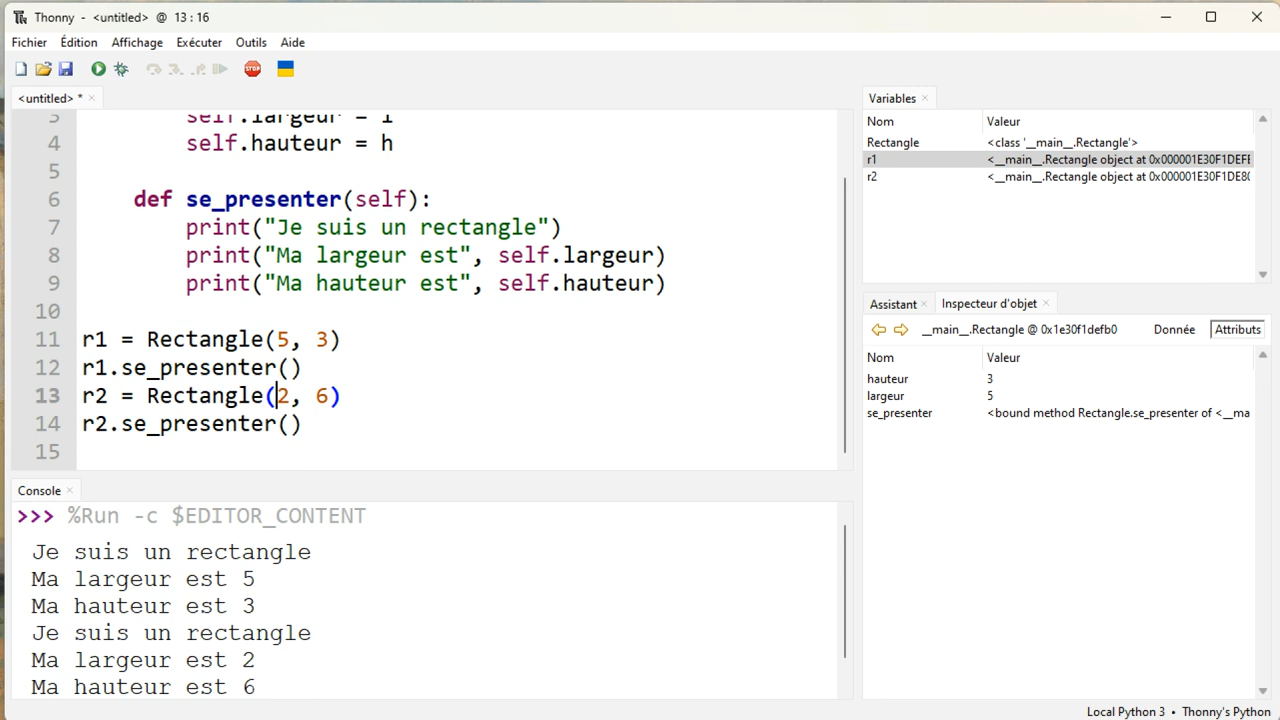 Thonny - <untitled> @ 13:16
Fichier Édition Affichage Exécuter Outils Aide
STOP
<untitled> * ×
3 self.largeur = l
4 self.hauteur = h
5
6 def se_presenter(self):
7 print("Je suis un rectangle")
8 print("Ma largeur est", self.largeur)
9 print("Ma hauteur est", self.hauteur)
10
11 r1 = Rectangle(5, 3)
12 r1.se_presenter()
13 r2 = Rectangle(2, 6)
14 r2.se_presenter()
15
Console ×
>>> %Run -c $EDITOR_CONTENT
Je suis un rectangle
Ma largeur est 5
Ma hauteur est 3
Je suis un rectangle
Ma largeur est 2
Ma hauteur est 6
Variables ×
Nom Valeur
Rectangle <class '__main__.Rectangle'>
r1 <__main__.Rectangle object at 0x000001E30F1DEF
r2 <__main__.Rectangle object at 0x000001E30F1DE8
Assistant × Inspecteur d'objet ×
__main__.Rectangle @ 0x1e30f1defb0 Donnée Attributs
Nom Valeur
hauteur 3
largeur 5
se_presenter <bound method Rectangle.se_presenter of <__ma
Local Python 3 • Thonny's Python